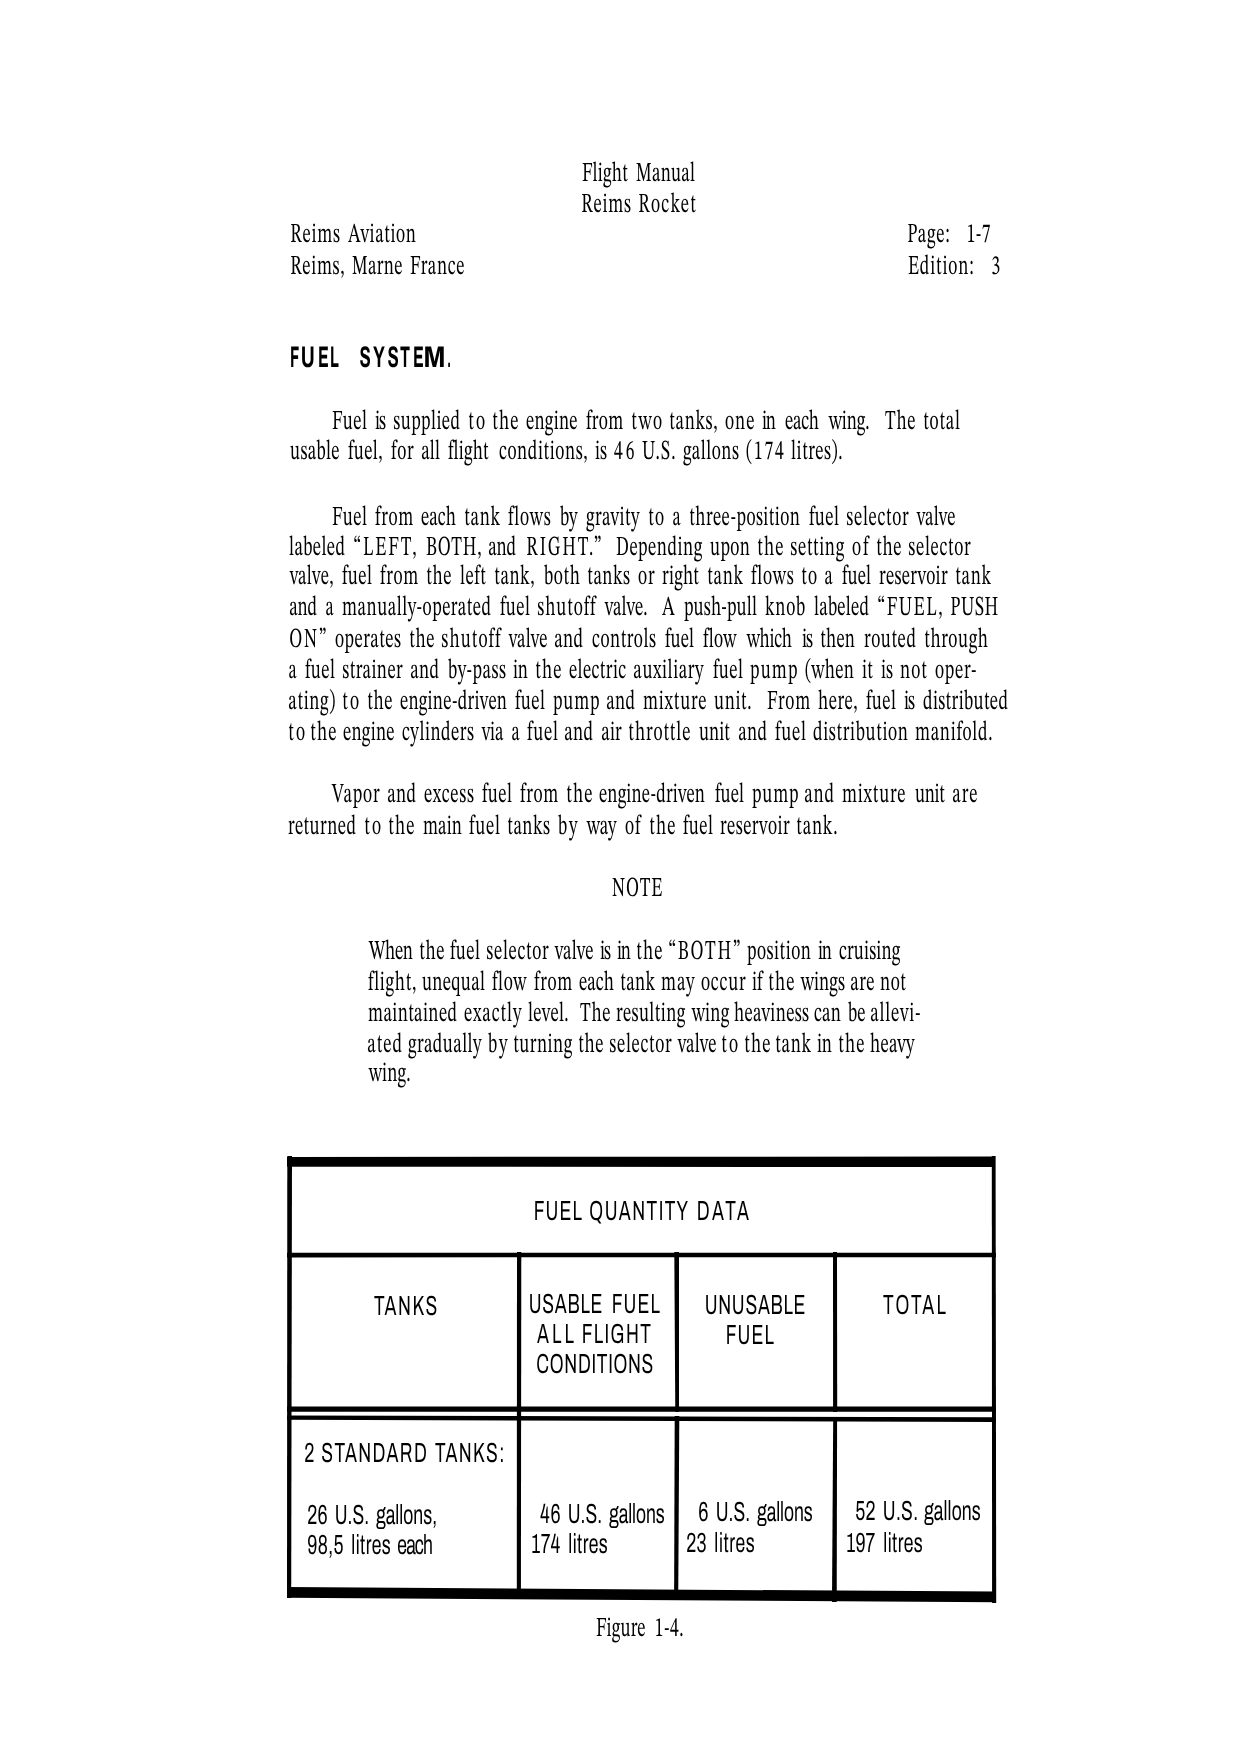 Flight Manual
Reims Rocket
Reims Aviation Page: 1-7
Reims, Marne France Edition: 3
FUEL SYSTEM.
Fuel is supplied to the engine from two tanks, one in each wing. The total
usable fuel, for all flight conditions, is 46 U.S. gallons (174 litres).
Fuel from each tank flows by gravity to a three-position fuel selector valve
labeled “LEFT, BOTH, and RIGHT.” Depending upon the setting of the selector
valve, fuel from the left tank, both tanks or right tank flows to a fuel reservoir tank
and a manually-operated fuel shutoff valve. A push-pull knob labeled “FUEL, PUSH
ON” operates the shutoff valve and controls fuel flow which is then routed through
a fuel strainer and by-pass in the electric auxiliary fuel pump (when it is not oper-
ating) to the engine-driven fuel pump and mixture unit. From here, fuel is distributed
to the engine cylinders via a fuel and air throttle unit and fuel distribution manifold.
Vapor and excess fuel from the engine-driven fuel pump and mixture unit are
returned to the main fuel tanks by way of the fuel reservoir tank.
NOTE
When the fuel selector valve is in the “BOTH” position in cruising
flight, unequal flow from each tank may occur if the wings are not
maintained exactly level. The resulting wing heaviness can be allevi-
ated gradually by turning the selector valve to the tank in the heavy
wing.
FUEL QUANTITY DATA
TANKS USABLE FUEL UNUSABLE TOTAL
ALL FLIGHT FUEL
CONDITIONS
2 STANDARD TANKS:
26 U.S. gallons, 46 U.S. gallons 6 U.S. gallons 52 U.S. gallons
98,5 litres each 174 litres 23 litres 197 litres
Figure 1-4.